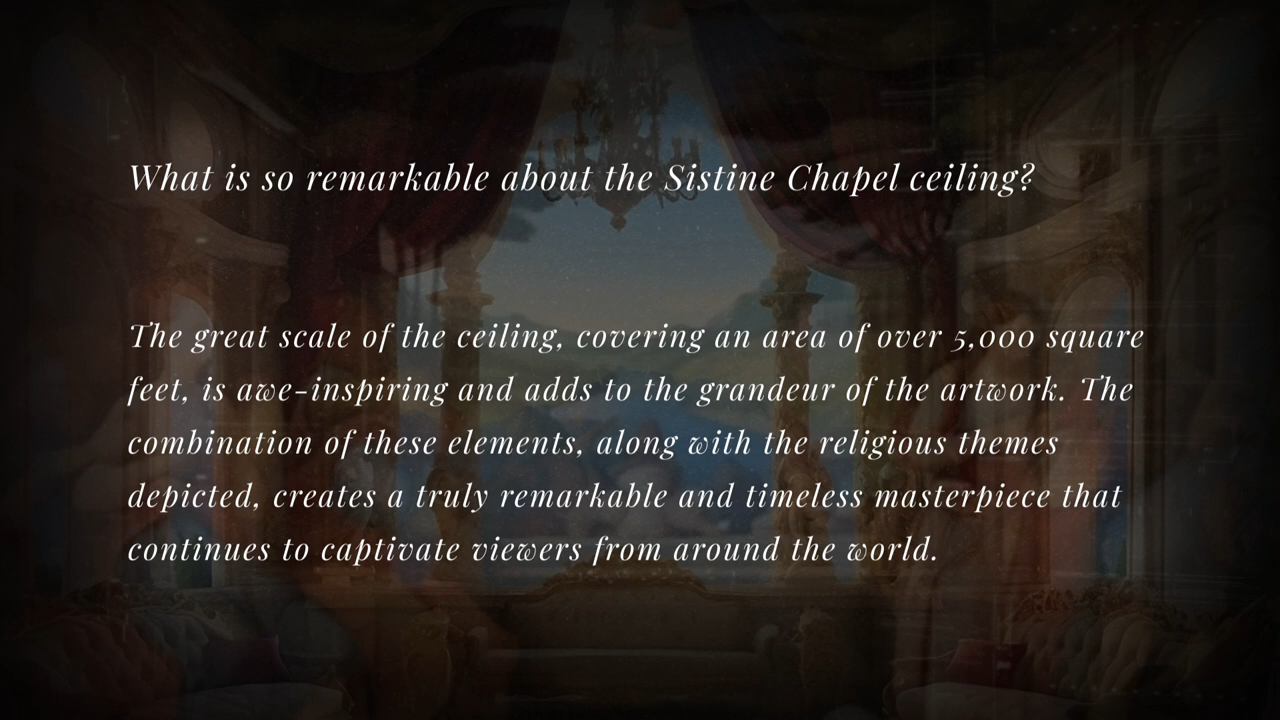 What is so remarkable about the Sistine Chapel ceiling?
The great scale of the ceiling, covering an area of over 5,000 square
feet, is awe-inspiring and adds to the grandeur of the artwork. The
combination of these elements, along with the religious themes
depicted, creates a truly remarkable and timeless masterpiece that
continues to captivate viewers from around the world.